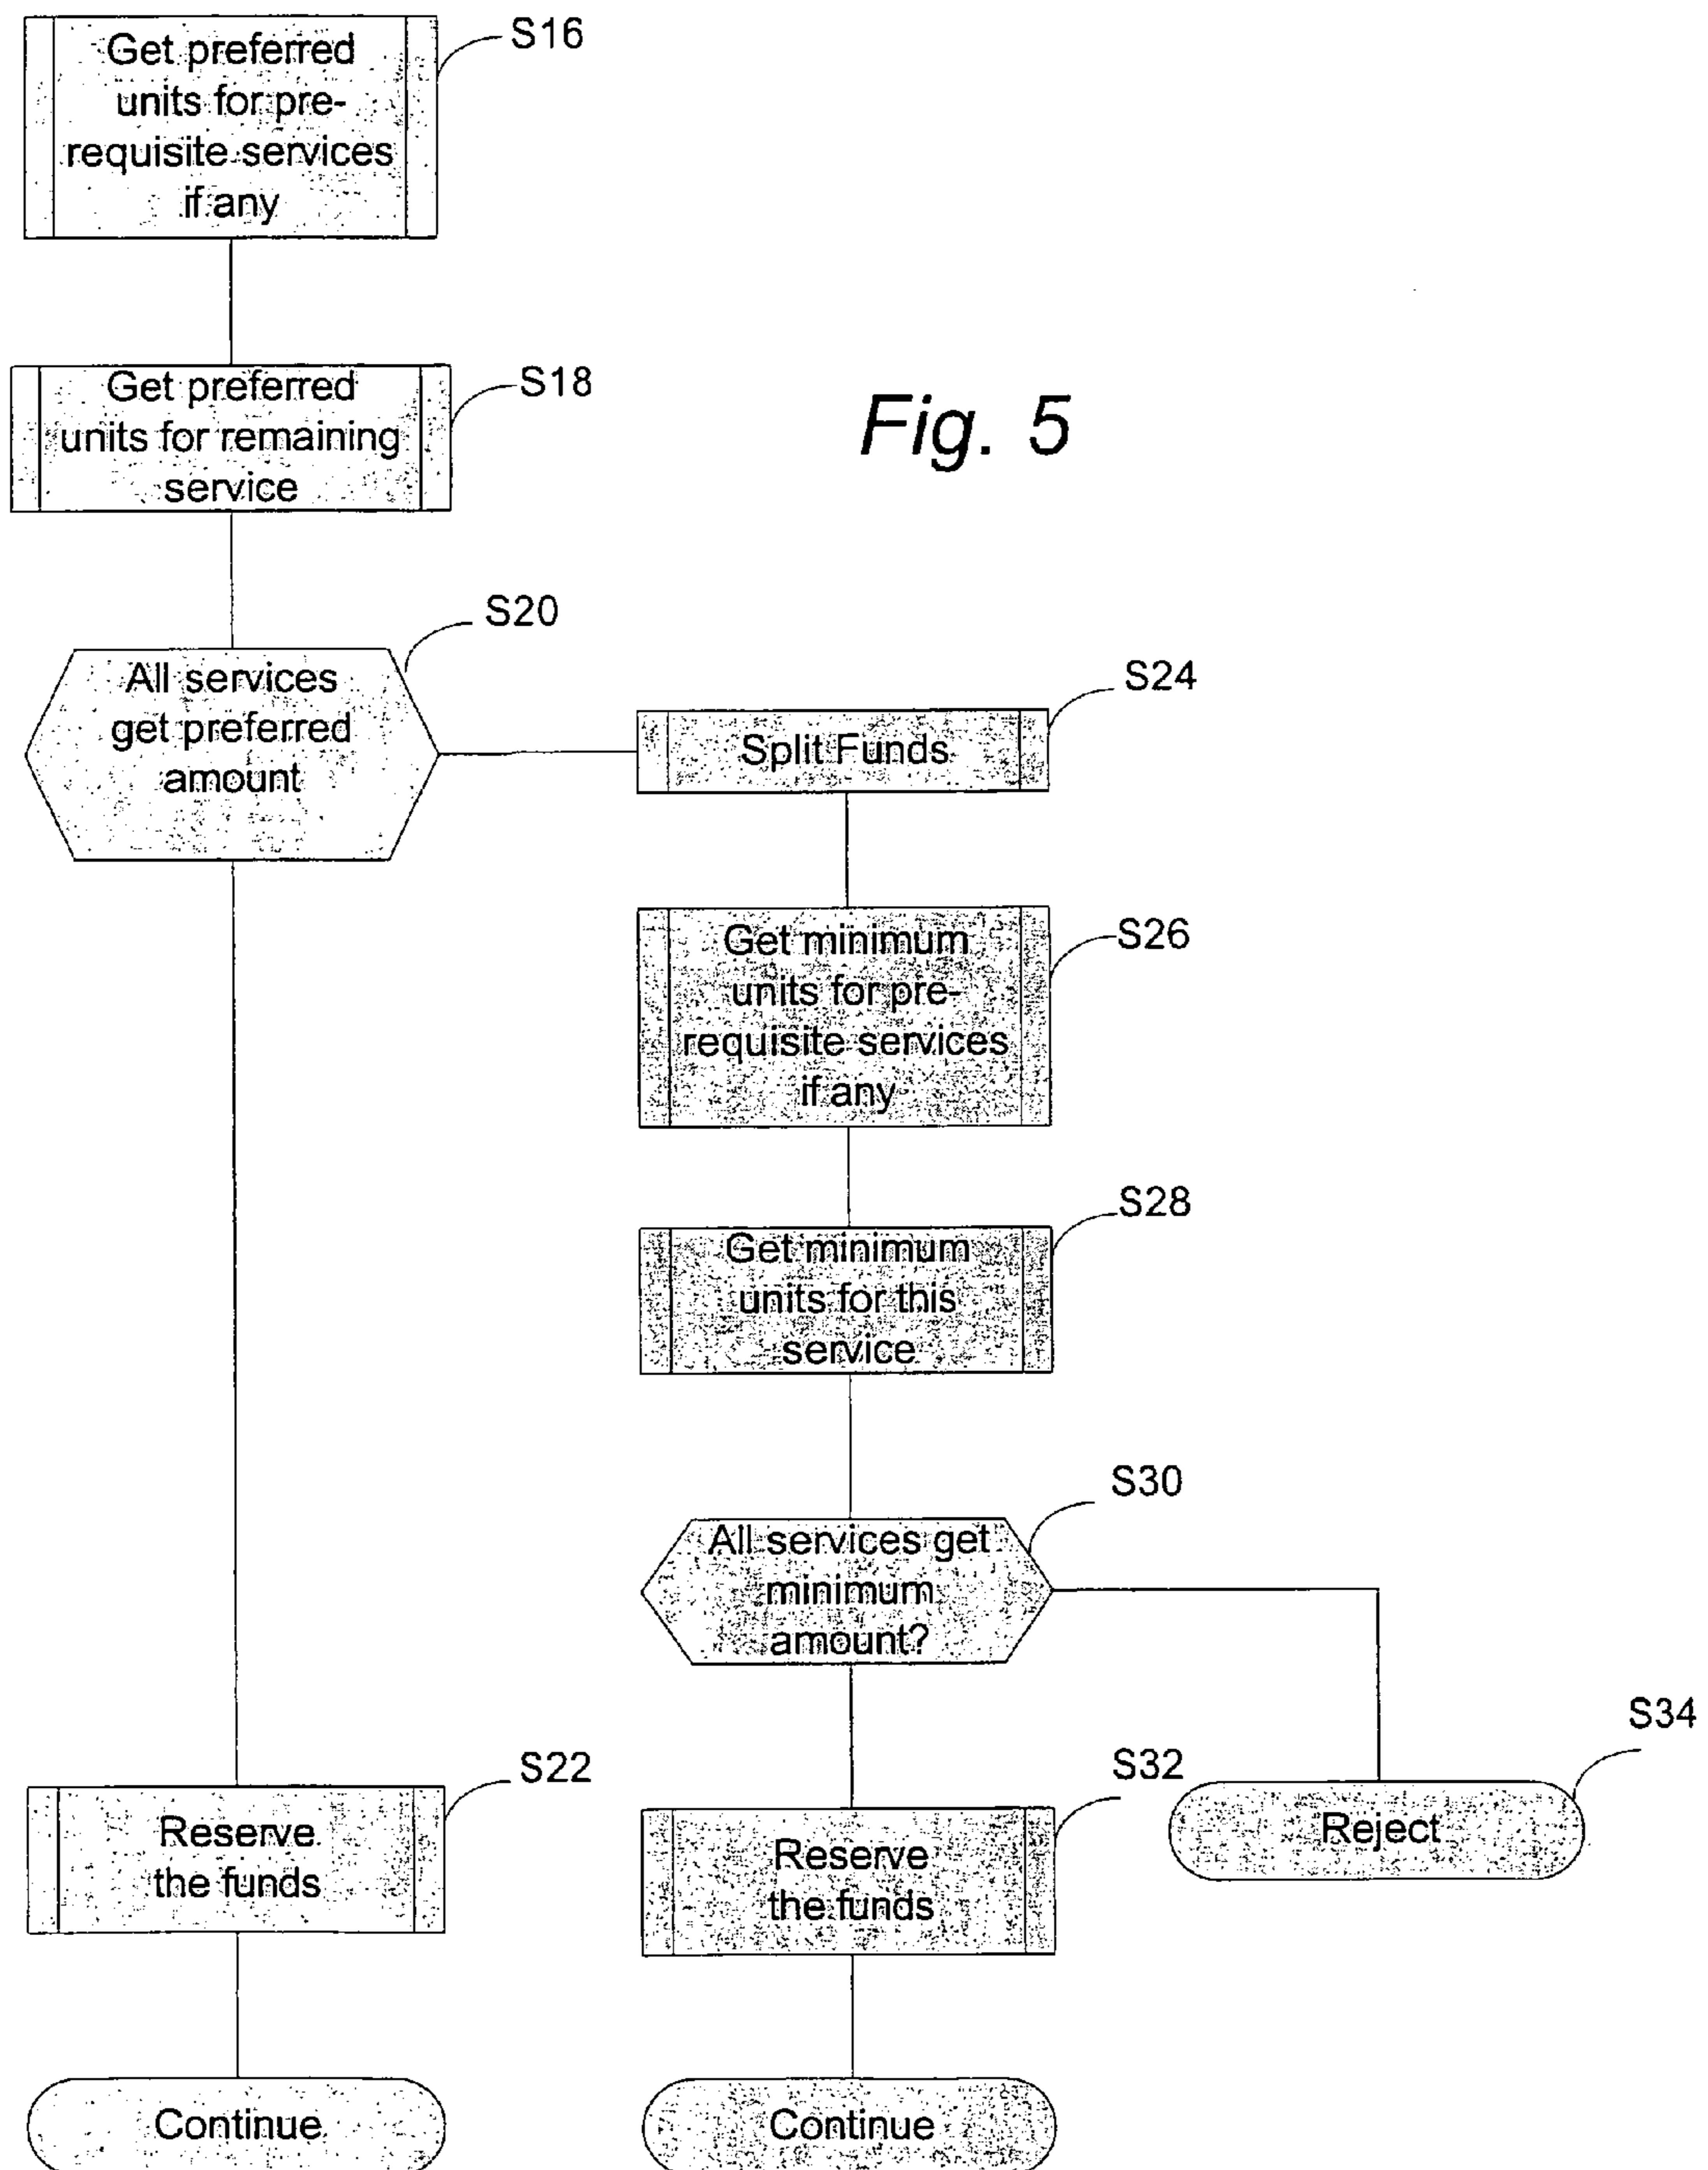 Get preferred
units for pre-
requisite services
if any
S16
Get preferred
units for remaining
service
S18
Fig. 5
All services
get preferred
amount
S20
Split Funds
S24
Get minimum
units for pre-
requisite services
if any
S26
Get minimum
units for this
service
S28
All services get
minimum
amount?
S30
Reserve
the funds
S22
Reserve
the funds
S32
Reject
S34
Continue
Continue